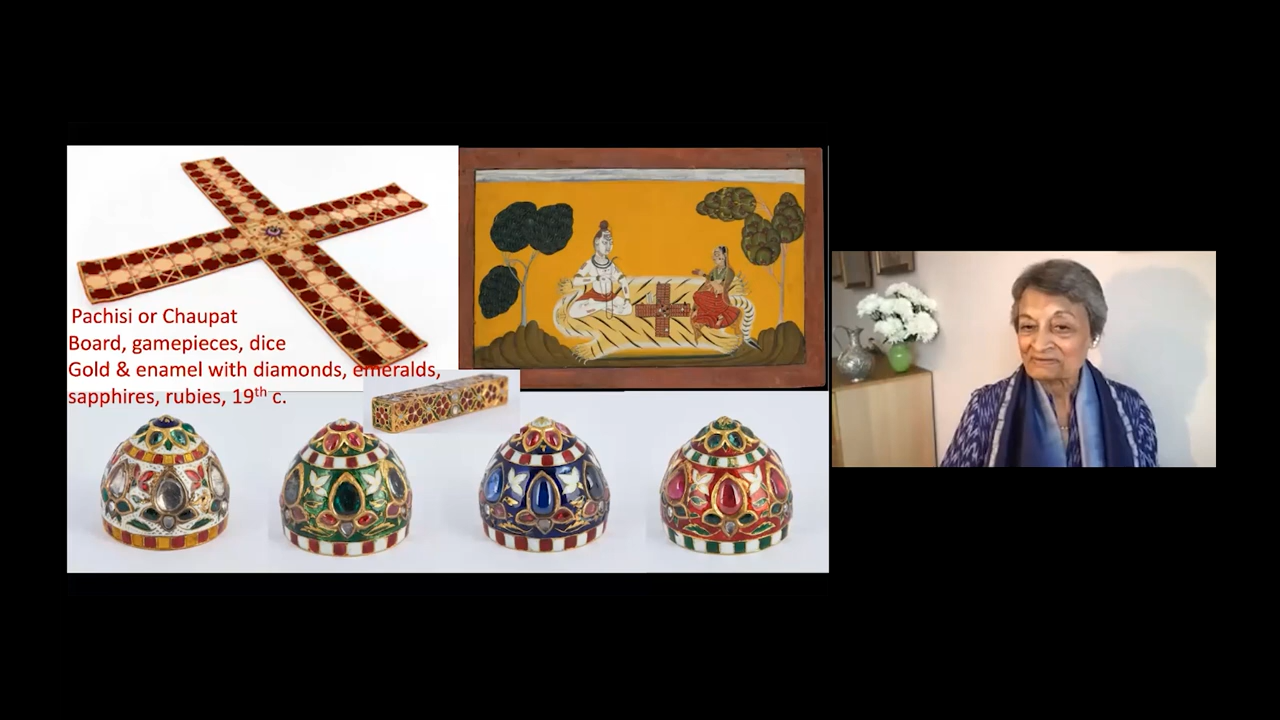 Pachisi or Chaupat
Board, gamepieces, dice
Gold & enamel with diamonds, emeralds,
sapphires, rubies, 19th c.